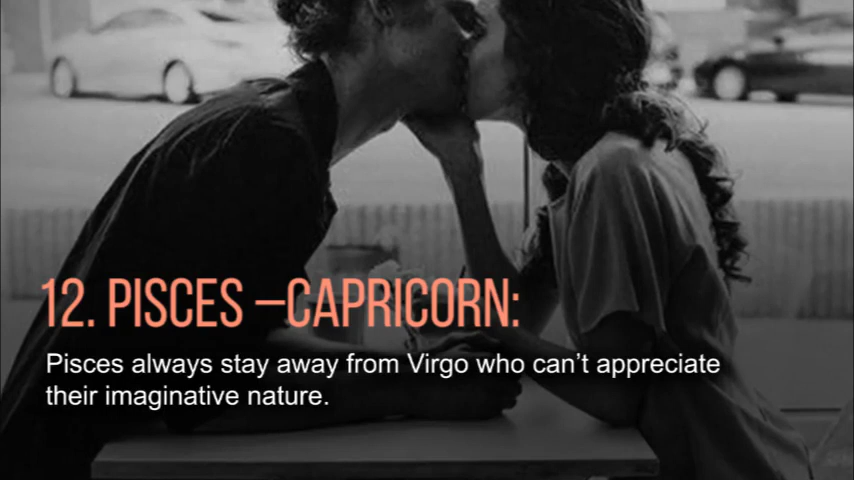 12. PISCES –CAPRICORN:
Pisces always stay away from Virgo who can’t appreciate
their imaginative nature.